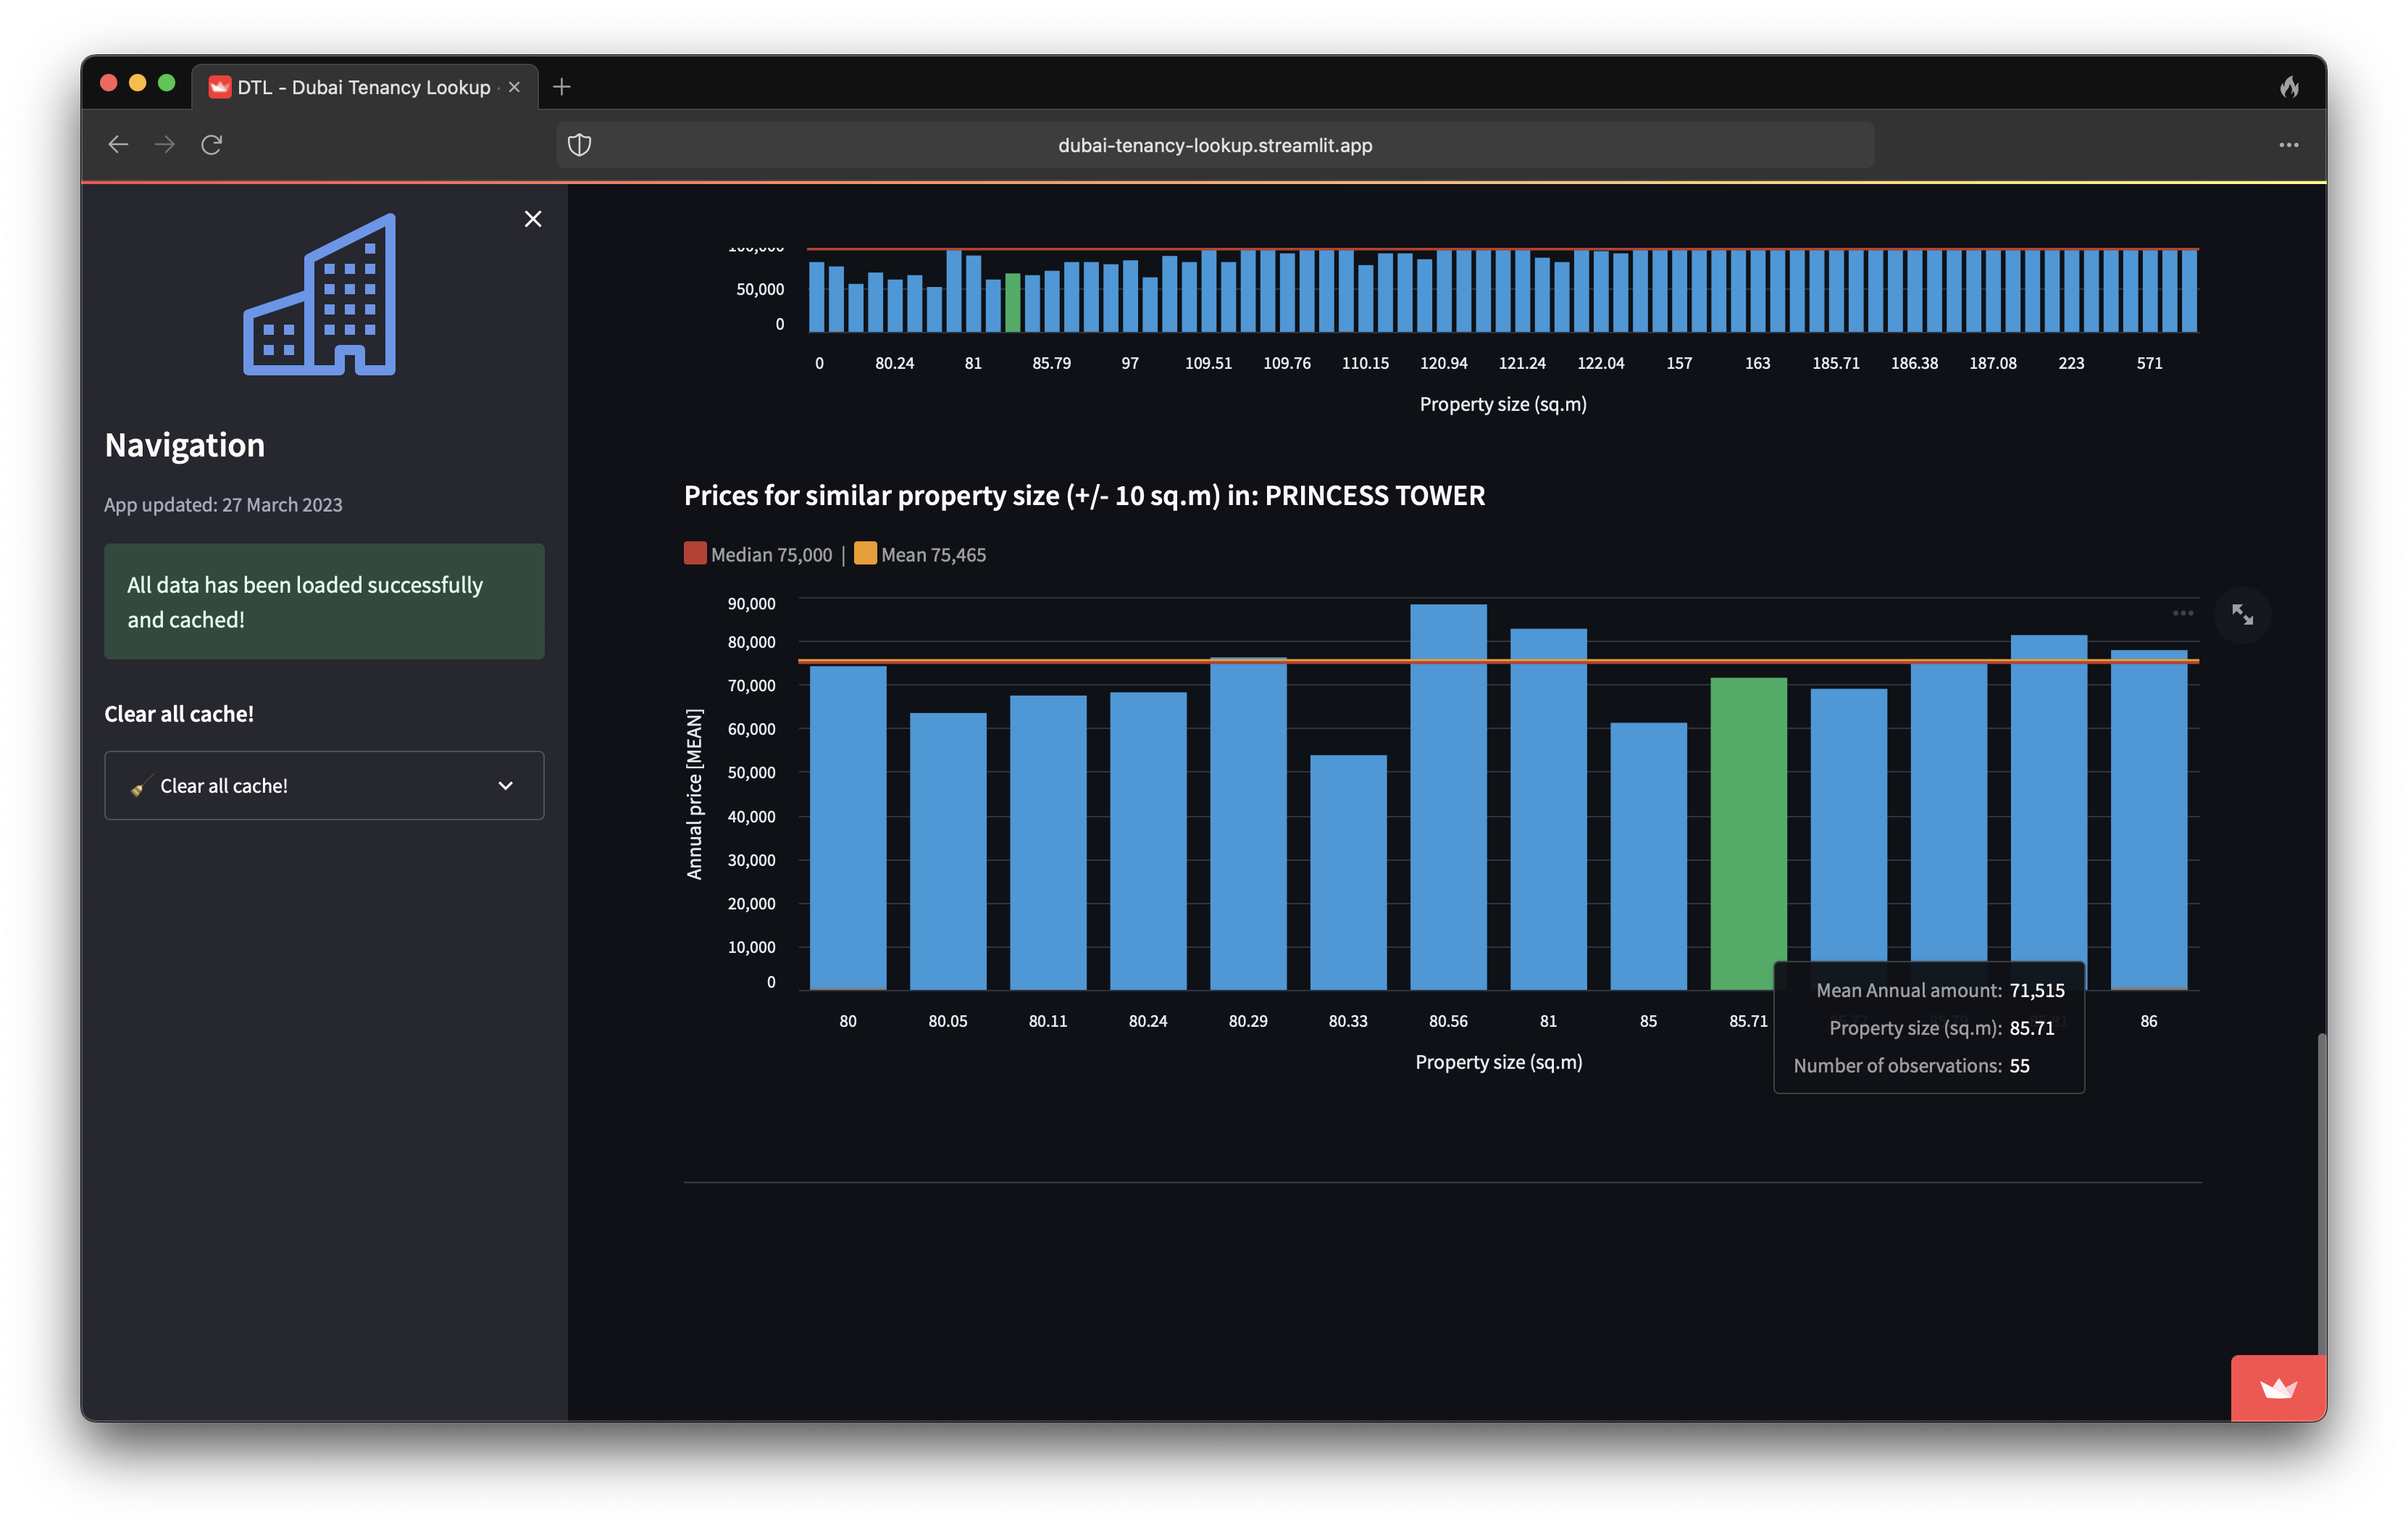 DTL - Dubai Tenancy Lookup
dubai-tenancy-lookup.streamlit.app
Navigation
App updated: 27 March 2023
All data has been loaded successfully
and cached!
Clear all cache!
Clear all cache!
100,000
50,000
0
0 80.24 81 85.79 97 109.51 109.76 110.15 120.94 121.24 122.04 157 163 185.71 186.38 187.08 223 571
Property size (sq.m)
Prices for similar property size (+/- 10 sq.m) in: PRINCESS TOWER
Median 75,000 | Mean 75,465
Annual price [MEAN]
90,000
80,000
70,000
60,000
50,000
40,000
30,000
20,000
10,000
0
80 80.05 80.11 80.24 80.29 80.33 80.56 81 85 85.71 86
Property size (sq.m)
Mean Annual amount: 71,515
Property size (sq.m): 85.71
Number of observations: 55